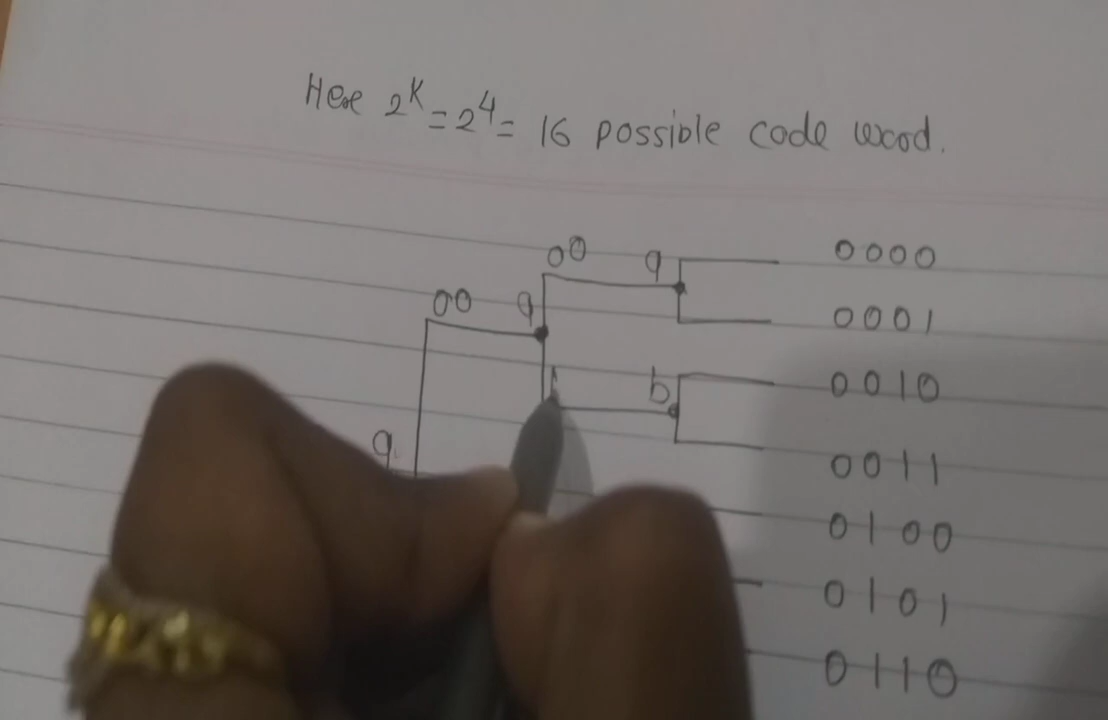 Here 2^K = 2^4 = 16 possible code word.
00 a 0000
00 a 0001
b 0010
a 0011
0100
0101
0110